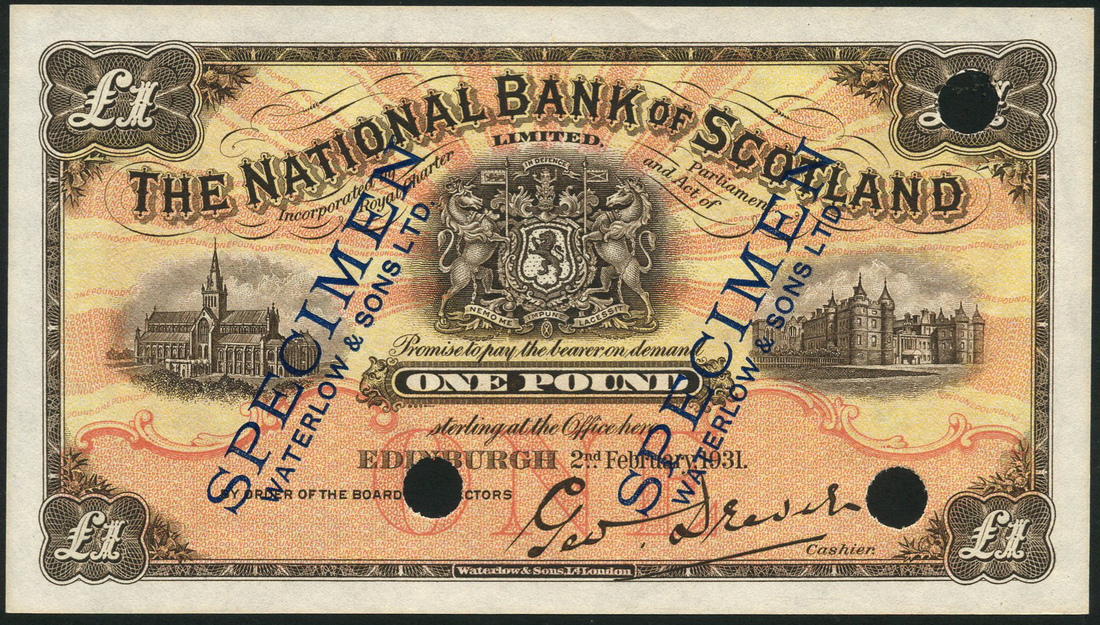 £1
£1
THE NATIONAL BANK OF SCOTLAND
LIMITED.
Incorporated by Royal Charter
and Act of Parliament
IN DEFENCE
NEMO ME IMPUNE LACESSIT
Promise to pay the bearer on demand
ONE POUND
sterling at the Office here
EDINBURGH 2nd February, 1931.
BY ORDER OF THE BOARD DIRECTORS
ONE
Cashier.
£1
£1
Waterlow & Sons, Ld London
SPECIMEN
WATERLOW & SONS LTD.
SPECIMEN
WATERLOW & SONS LTD.